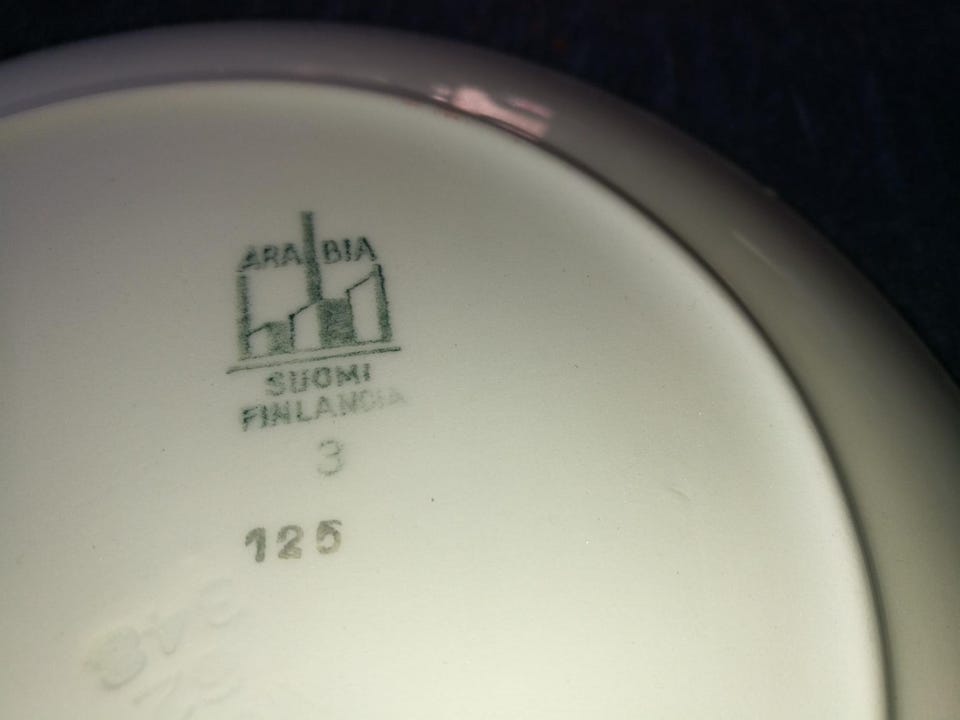 ARABIA
SUOMI
FINLANDIA
3
125